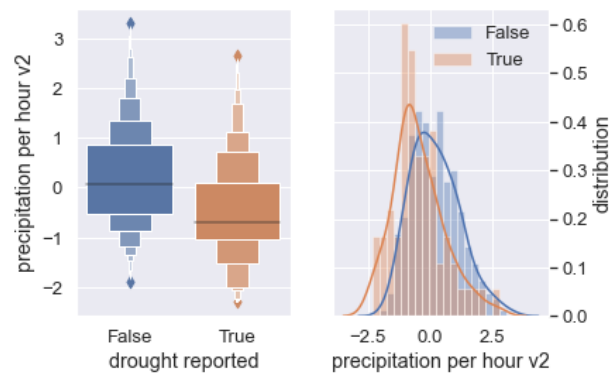 precipitation per hour v2
3
2
1
0
−1
−2
False
True
drought reported
False
True
distribution
0.6
0.5
0.4
0.3
0.2
0.1
0.0
−2.5
0.0
2.5
precipitation per hour v2